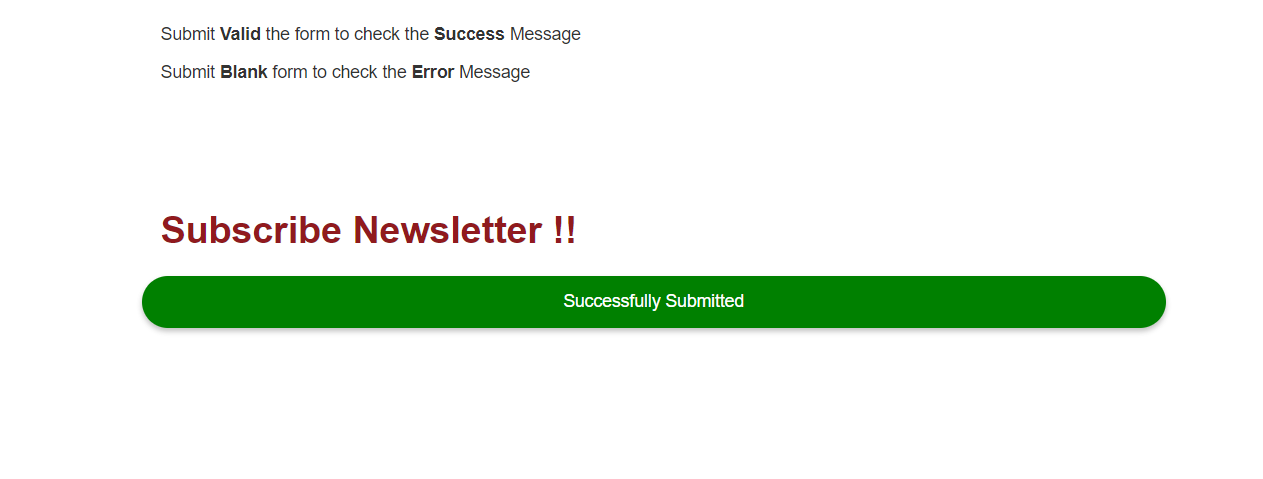 Submit Valid the form to check the Success Message
Submit Blank form to check the Error Message
Subscribe Newsletter !!
Successfully Submitted